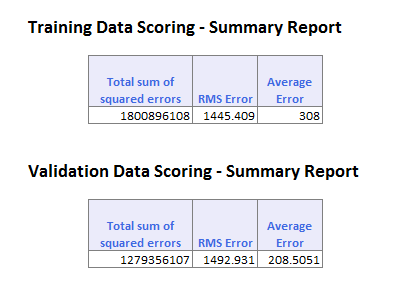 Training Data Scoring - Summary Report
Total sum of squared errors RMS Error Average Error
1800896108 1445.409 308
Validation Data Scoring - Summary Report
Total sum of squared errors RMS Error Average Error
1279356107 1492.931 208.5051